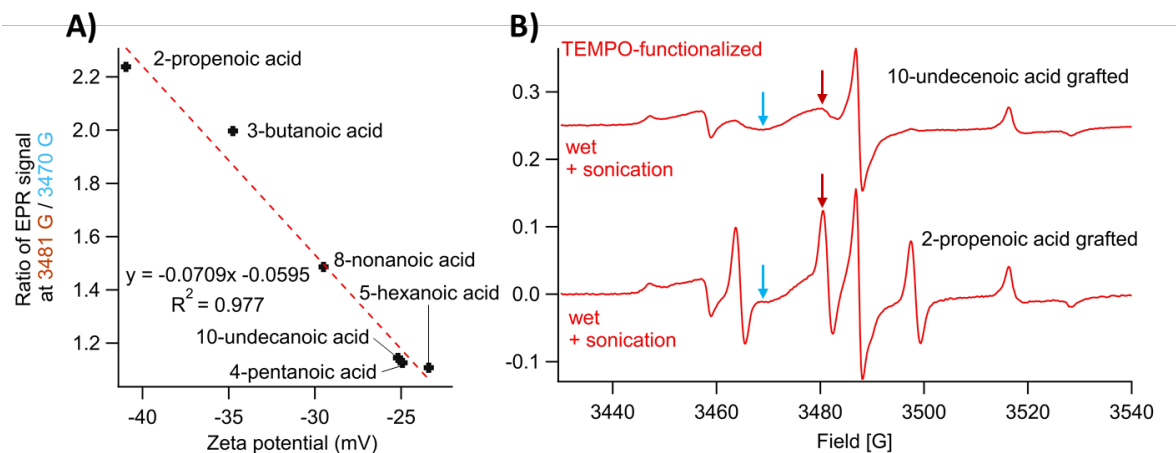 A)
Ratio of EPR signal
at 3481 G / 3470 G
2.2
2.0
1.8
1.6
1.4
1.2
2-propenoic acid
3-butanoic acid
8-nonanoic acid
y = -0.0709x -0.0595
R² = 0.977
5-hexanoic acid
10-undecanoic acid
4-pentanoic acid
-40
-35
-30
-25
Zeta potential (mV)
B)
TEMPO-functionalized
10-undecenoic acid grafted
wet
+ sonication
2-propenoic acid grafted
wet
+ sonication
0.3
0.2
0.1
0.0
-0.1
3440
3460
3480
3500
3520
3540
Field [G]